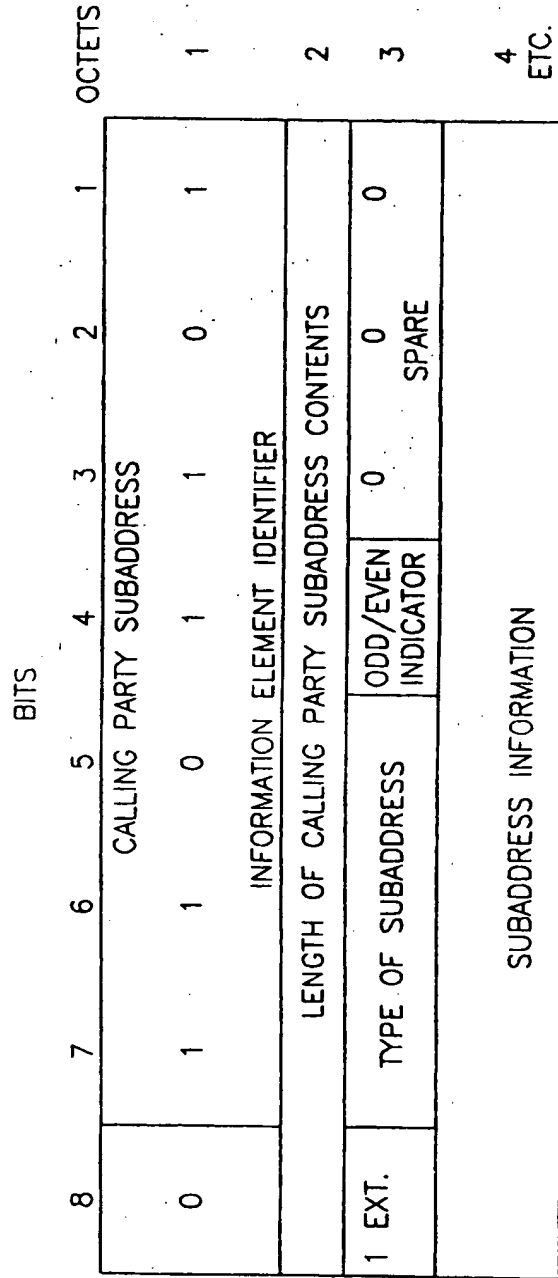 BITS
8 7 6 5 4 3 2 1 OCTETS
CALLING PARTY SUBADDRESS
0 1 1 0 1 1 0 1 1
INFORMATION ELEMENT IDENTIFIER
LENGTH OF CALLING PARTY SUBADDRESS CONTENTS 2
1 EXT. TYPE OF SUBADDRESS ODD/EVEN INDICATOR 0 0 0 3
SPARE
SUBADDRESS INFORMATION 4
ETC.